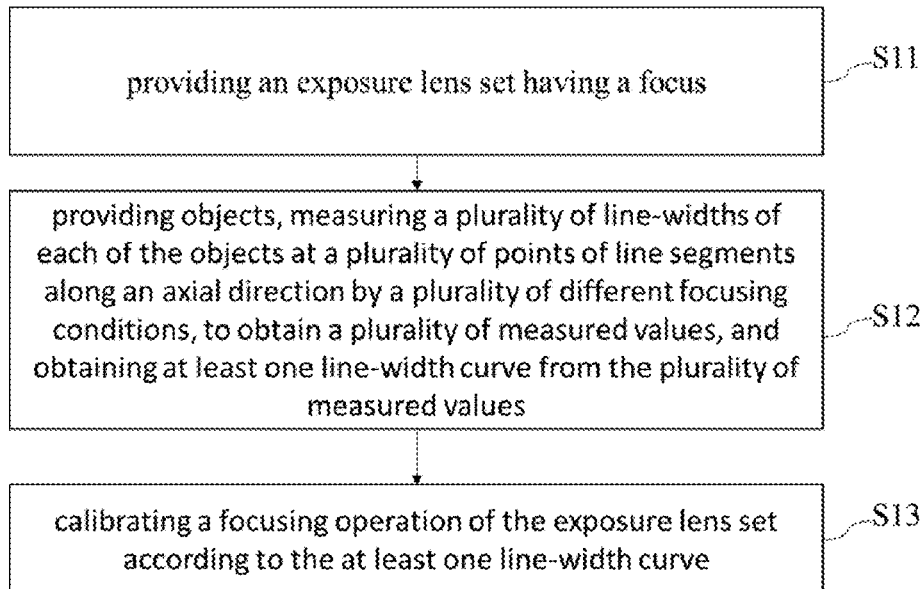 providing an exposure lens set having a focus
S11
providing objects, measuring a plurality of line-widths of
each of the objects at a plurality of points of line segments
along an axial direction by a plurality of different focusing
conditions, to obtain a plurality of measured values, and
obtaining at least one line-width curve from the plurality of
measured values
S12
calibrating a focusing operation of the exposure lens set
according to the at least one line-width curve
S13